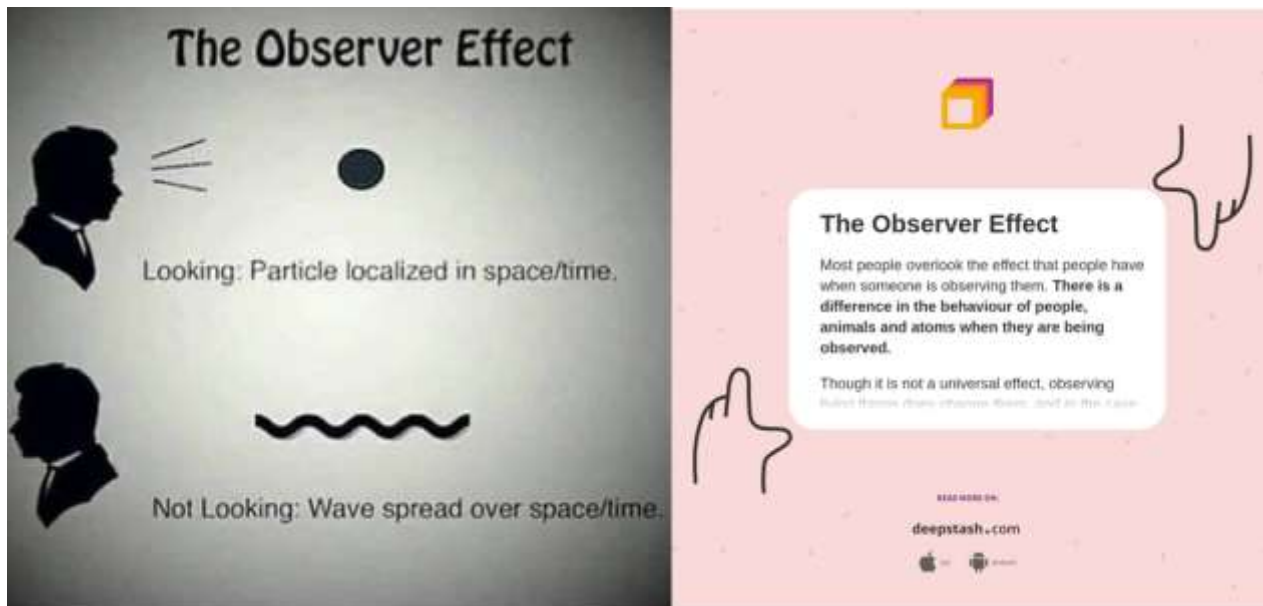 The Observer Effect
Looking: Particle localized in space/time.
Not Looking: Wave spread over space/time.
The Observer Effect
Most people overlook the effect that people have
when someone is observing them. There is a
difference in the behaviour of people,
animals and atoms when they are being
observed.
Though it is not a universal effect, observing
READ MORE ON:
deepstash.com